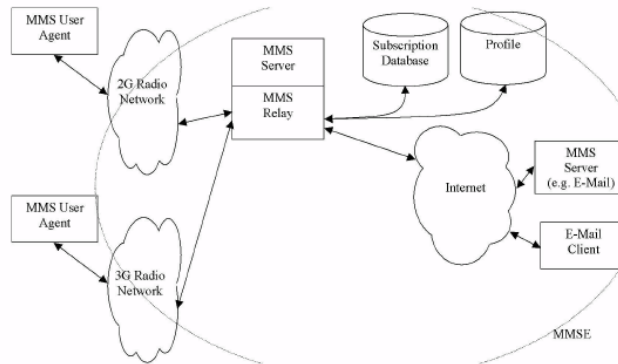 MMS User
Agent
2G Radio
Network
MMS
Server
MMS
Relay
Subscription
Database
Profile
Internet
MMS
Server
(e.g. E-Mail)
E-Mail
Client
MMS User
Agent
3G Radio
Network
MMSE